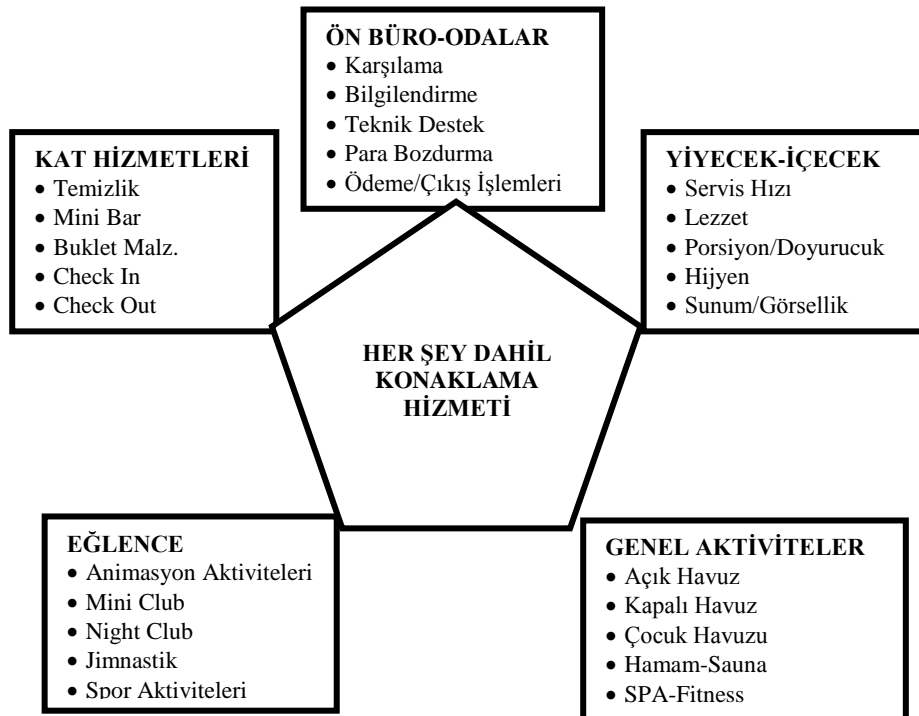 ÖN BÜRO-ODALAR
• Karşılama
• Bilgilendirme
• Teknik Destek
• Para Bozdurma
• Ödeme/Çıkış İşlemleri
KAT HİZMETLERİ
• Temizlik
• Mini Bar
• Buklet Malz.
• Check In
• Check Out
YİYECEK-İÇECEK
• Servis Hızı
• Lezzet
• Porsiyon/Doyurucuk
• Hijyen
• Sunum/Görsellik
HER ŞEY DAHİL
KONAKLAMA
HİZMETİ
EĞLENCE
• Animasyon Aktiviteleri
• Mini Club
• Night Club
• Jimnastik
• Spor Aktiviteleri
GENEL AKTİVİTELER
• Açık Havuz
• Kapalı Havuz
• Çocuk Havuzu
• Hamam-Sauna
• SPA-Fitness